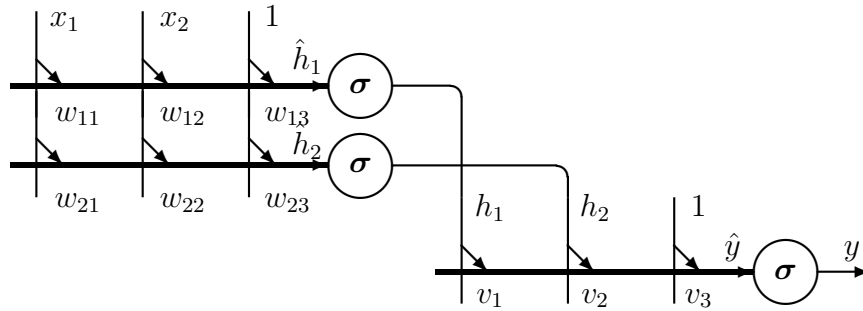 x₁ x₂ 1
ĥ₁ σ
w₁₁ w₁₂ w₁₃
ĥ₂ σ
w₂₁ w₂₂ w₂₃ h₁ h₂ 1
ŷ σ y
v₁ v₂ v₃